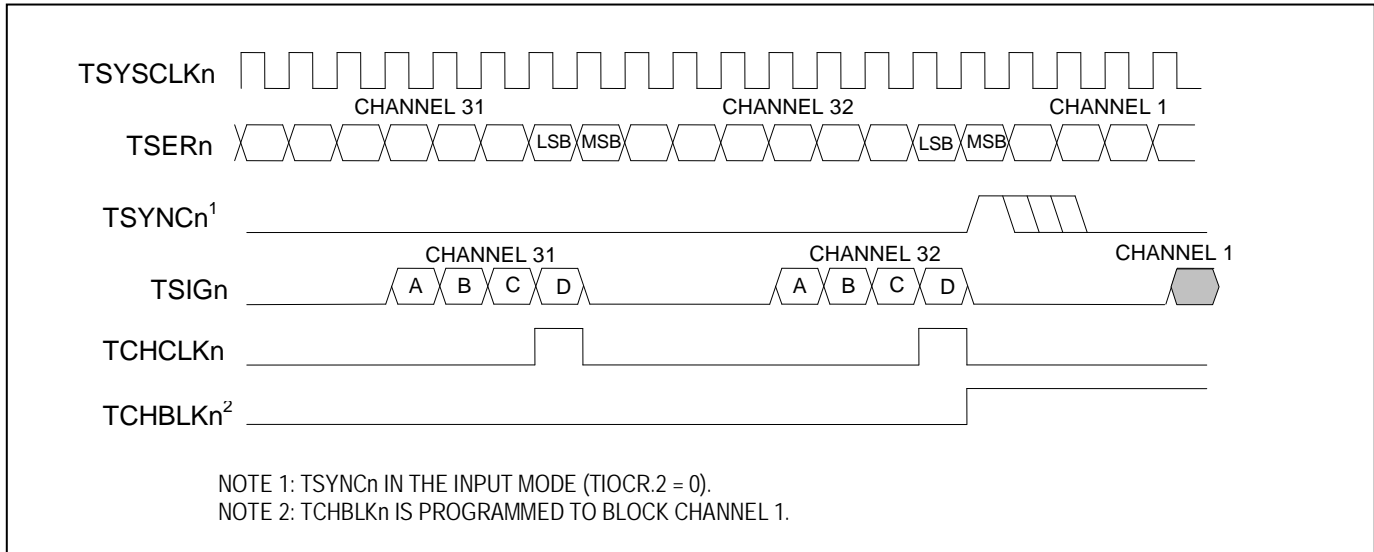 TSYSCLKn
CHANNEL 31 CHANNEL 32 CHANNEL 1
TSERn LSB MSB LSB MSB
TSYNCn¹
CHANNEL 31 CHANNEL 32 CHANNEL 1
TSIGn A B C D A B C D
TCHCLKn
TCHBLKn²
NOTE 1: TSYNCn IN THE INPUT MODE (TIOCR.2 = 0).
NOTE 2: TCHBLKn IS PROGRAMMED TO BLOCK CHANNEL 1.